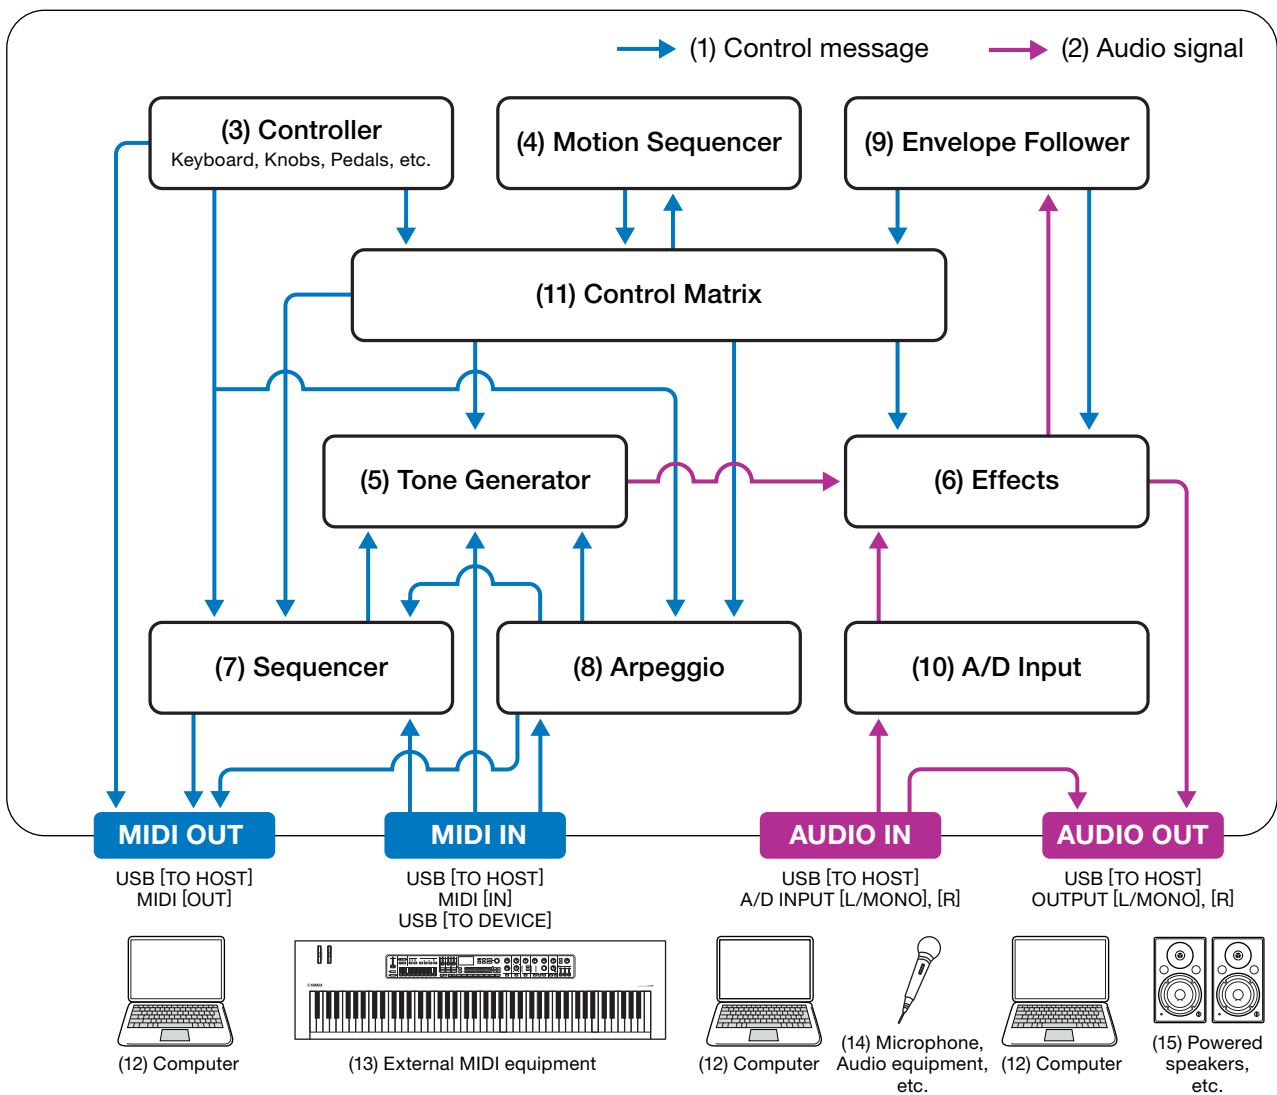 (1) Control message
(2) Audio signal
(3) Controller
Keyboard, Knobs, Pedals, etc.
(4) Motion Sequencer
(9) Envelope Follower
(11) Control Matrix
(5) Tone Generator
(6) Effects
(7) Sequencer
(8) Arpeggio
(10) A/D Input
MIDI OUT
MIDI IN
AUDIO IN
AUDIO OUT
USB [TO HOST]
MIDI [OUT]
USB [TO HOST]
MIDI [IN]
USB [TO DEVICE]
USB [TO HOST]
A/D INPUT [L/MONO], [R]
USB [TO HOST]
OUTPUT [L/MONO], [R]
(12) Computer
(13) External MIDI equipment
(12) Computer
(14) Microphone,
Audio equipment,
etc.
(12) Computer
(15) Powered
speakers,
etc.